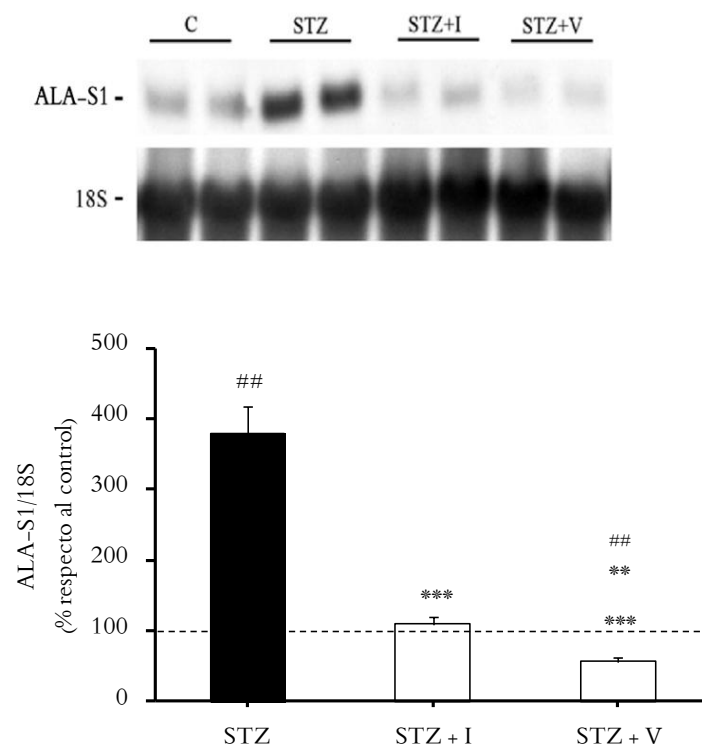 C STZ STZ+I STZ+V
ALA-S1 -
18S -
ALA-S1/18S
(% respecto al control)
500
400
300
200
100
0
##
***
##
**
***
STZ STZ + I STZ + V